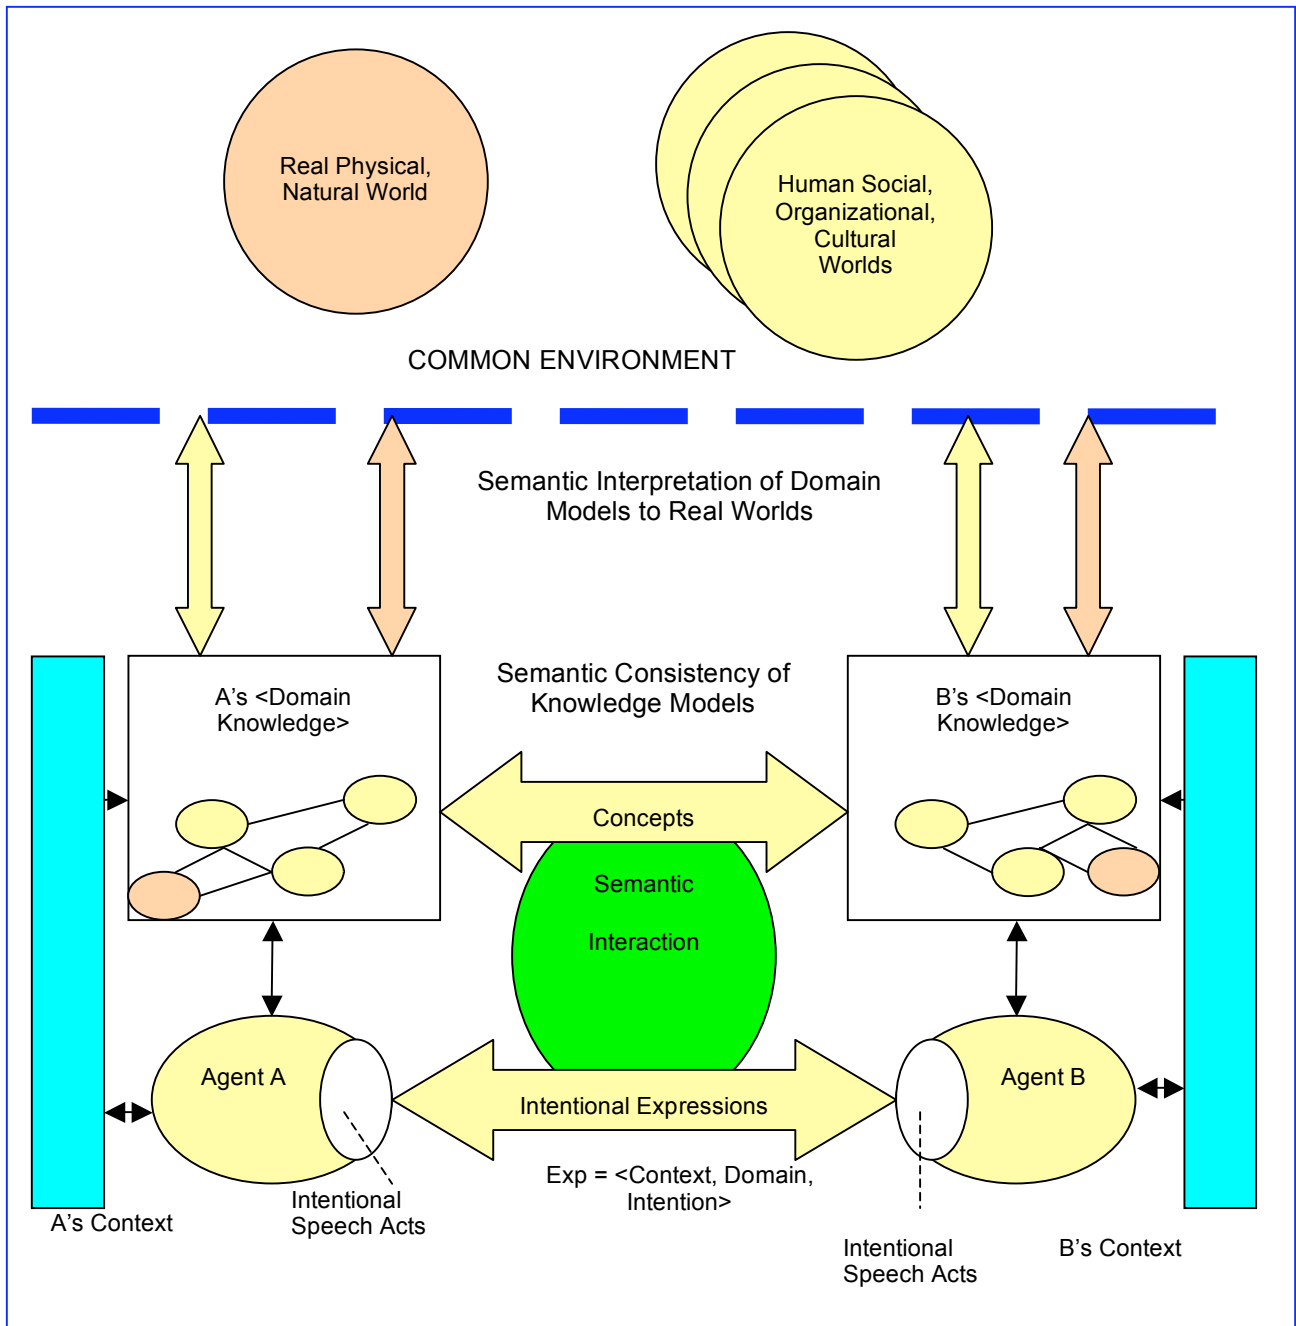 Real Physical,
Natural World
Human Social,
Organizational,
Cultural
Worlds
COMMON ENVIRONMENT
Semantic Interpretation of Domain
Models to Real Worlds
A's <Domain
Knowledge>
Semantic Consistency of
Knowledge Models
B's <Domain
Knowledge>
Concepts
Semantic
Interaction
Agent A
Agent B
Intentional Expressions
Exp = <Context, Domain,
Intention>
A's Context
Intentional
Speech Acts
Intentional
Speech Acts
B's Context